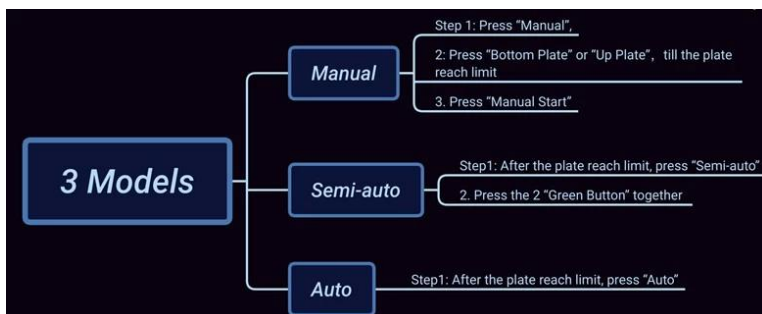 3 Models
Manual
Step 1: Press “Manual”,
2: Press “Bottom Plate” or “Up Plate”, till the plate
reach limit
3. Press “Manual Start”
Semi-auto
Step1: After the plate reach limit, press “Semi-auto”
2. Press the 2 “Green Button” together
Auto
Step1: After the plate reach limit, press “Auto”